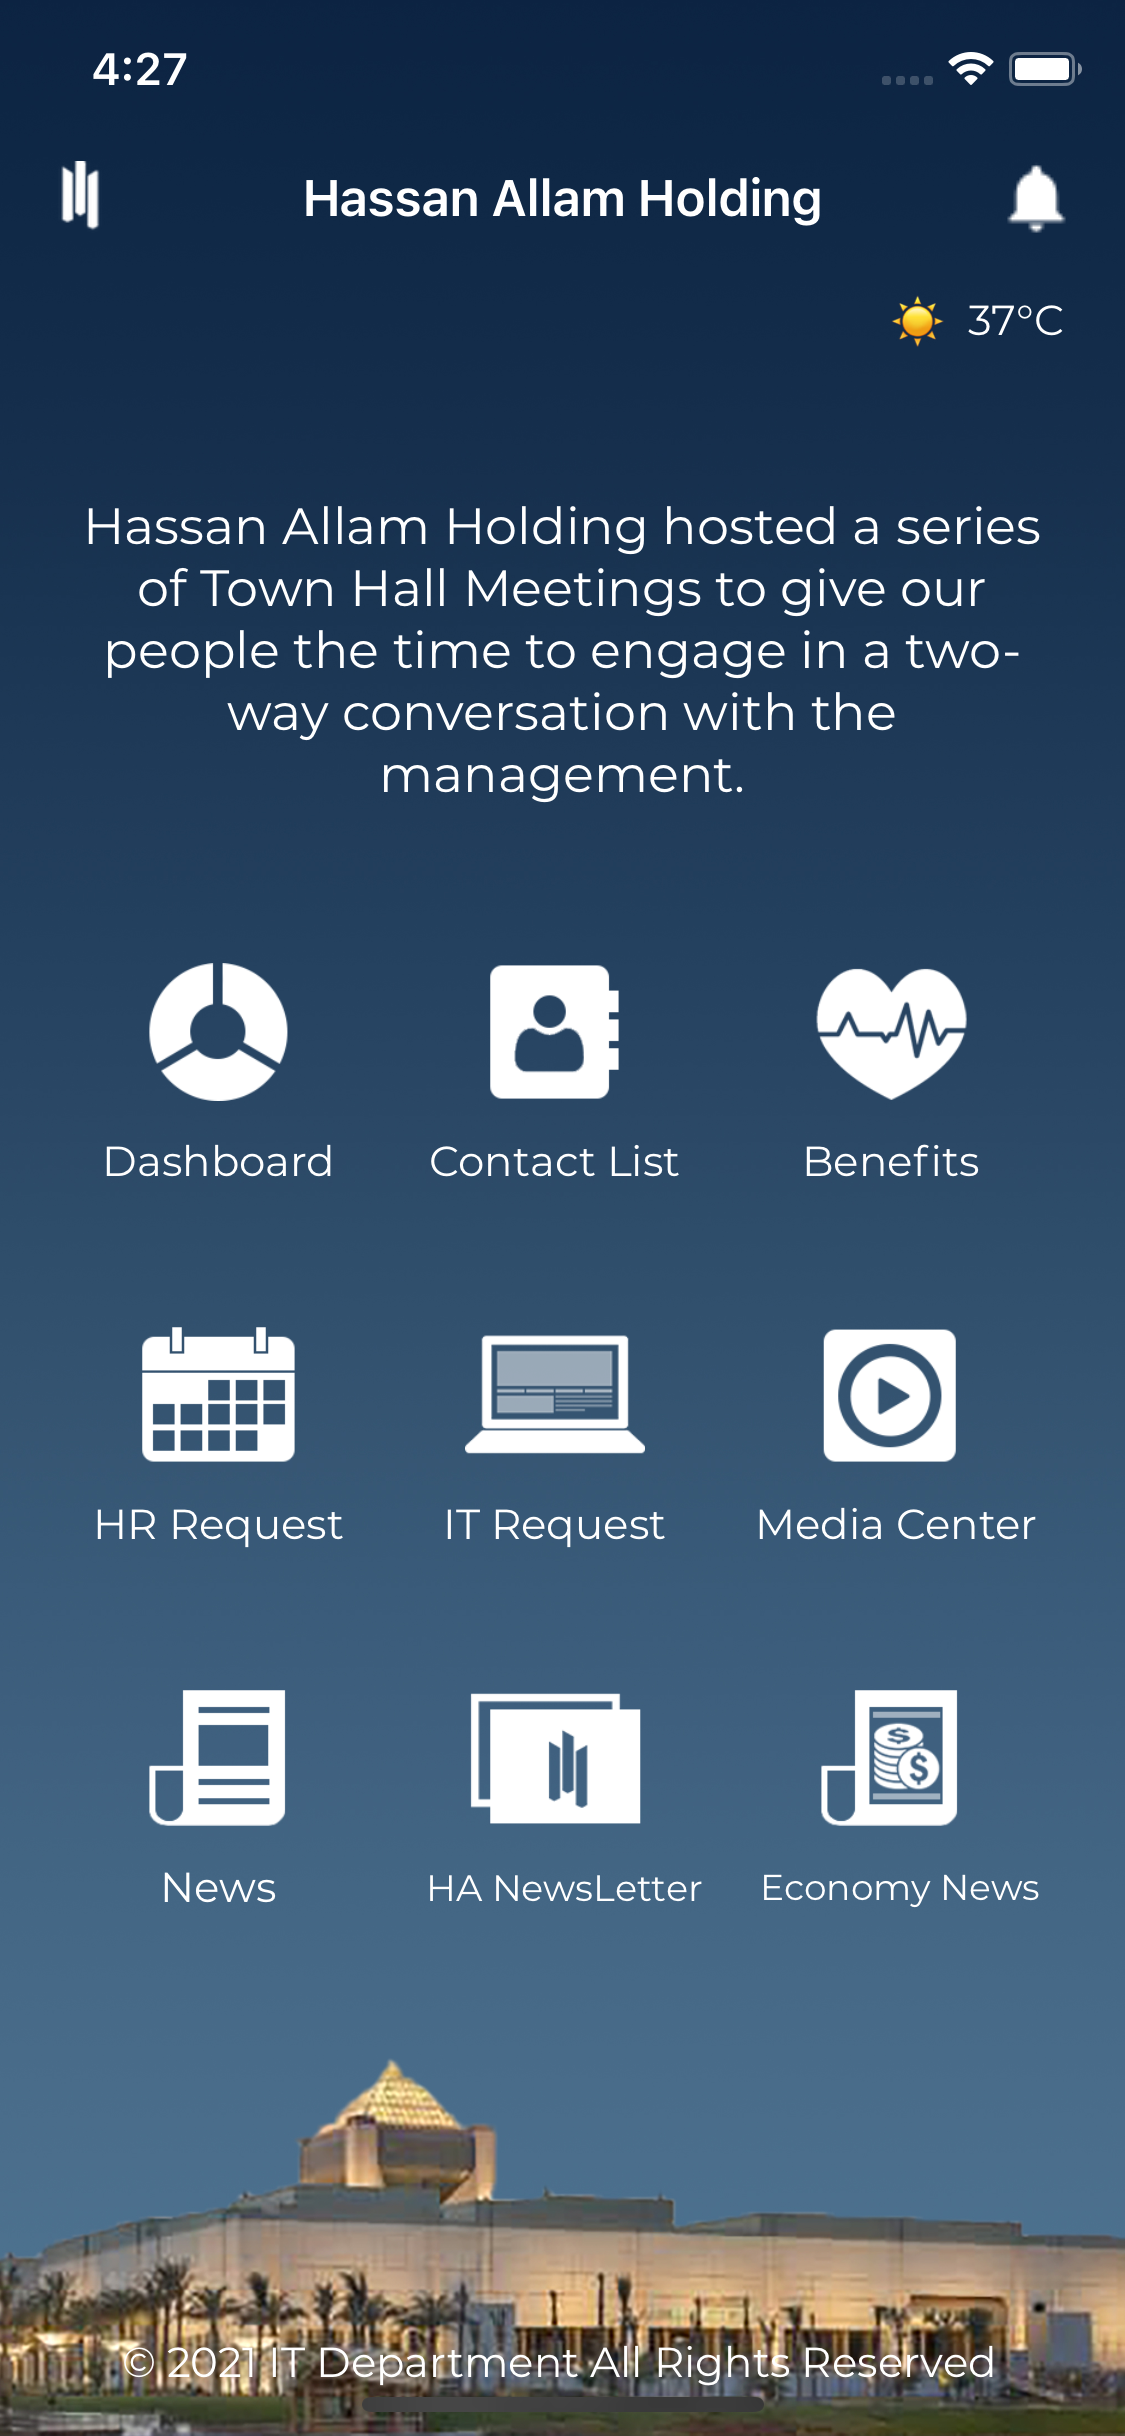 4:27
Hassan Allam Holding
37°C
Hassan Allam Holding hosted a series
of Town Hall Meetings to give our
people the time to engage in a two-
way conversation with the
management.
Dashboard
Contact List
Benefits
HR Request
IT Request
Media Center
News
HA NewsLetter
Economy News
© 2021 IT Department All Rights Reserved